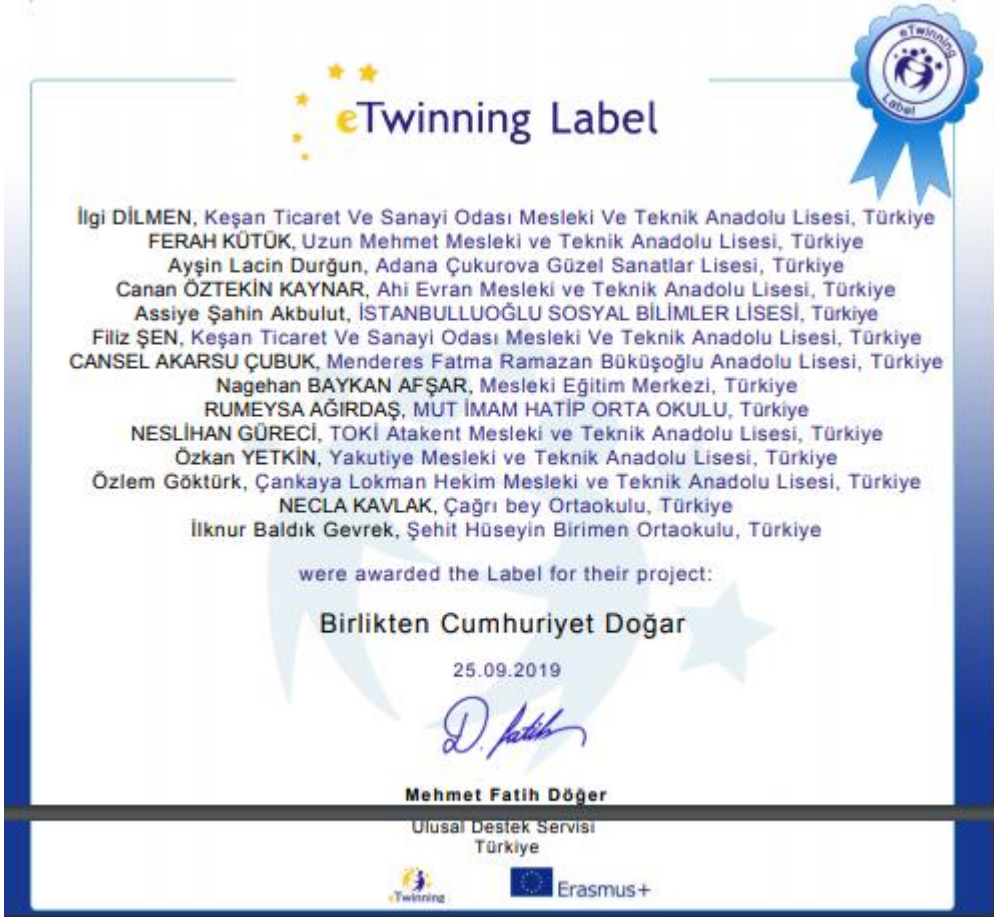 eTwinning
Label
eTwinning Label
İlgi DİLMEN, Keşan Ticaret Ve Sanayi Odası Mesleki Ve Teknik Anadolu Lisesi, Türkiye
FERAH KÜTÜK, Uzun Mehmet Mesleki ve Teknik Anadolu Lisesi, Türkiye
Ayşin Lacin Durğun, Adana Çukurova Güzel Sanatlar Lisesi, Türkiye
Canan ÖZTEKİN KAYNAR, Ahi Evran Mesleki ve Teknik Anadolu Lisesi, Türkiye
Assiye Şahin Akbulut, İSTANBULLUOĞLU SOSYAL BİLİMLER LİSESİ, Türkiye
Filiz ŞEN, Keşan Ticaret Ve Sanayi Odası Mesleki Ve Teknik Anadolu Lisesi, Türkiye
CANSEL AKARSU ÇUBUK, Menderes Fatma Ramazan Büküşoğlu Anadolu Lisesi, Türkiye
Nagehan BAYKAN AFŞAR, Mesleki Eğitim Merkezi, Türkiye
RUMEYSA AĞIRDAŞ, MUT İMAM HATİP ORTA OKULU, Türkiye
NESLİHAN GÜRECİ, TOKİ Atakent Mesleki ve Teknik Anadolu Lisesi, Türkiye
Özkan YETKİN, Yakutiye Mesleki ve Teknik Anadolu Lisesi, Türkiye
Özlem Göktürk, Çankaya Lokman Hekim Mesleki ve Teknik Anadolu Lisesi, Türkiye
NECLA KAVLAK, Çağrı bey Ortaokulu, Türkiye
İlknur Baldık Gevrek, Şehit Hüseyin Birimen Ortaokulu, Türkiye
were awarded the Label for their project:
Birlikten Cumhuriyet Doğar
25.09.2019
D. fatih
Mehmet Fatih Döğer
Ulusal Destek Servisi
Türkiye
eTwinning
Erasmus+